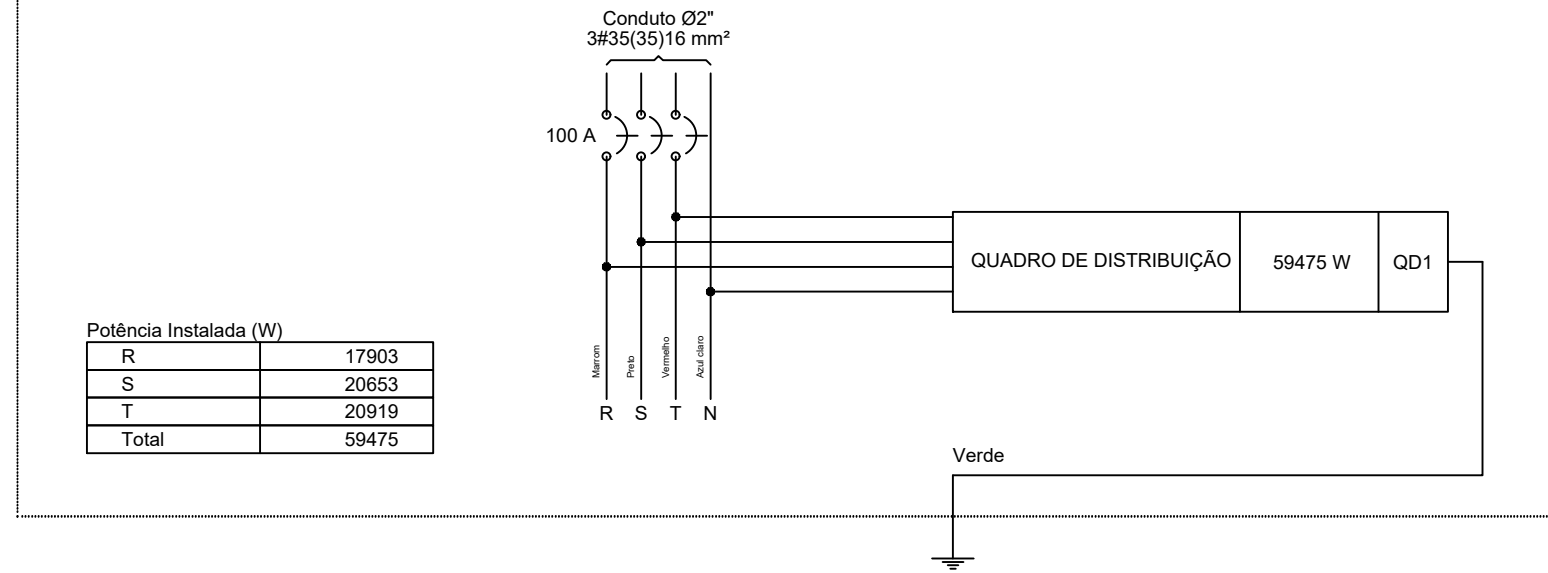 Conduto Ø2"
3#35(35)16 mm²
100 A
QUADRO DE DISTRIBUIÇÃO 59475 W QD1
Potência Instalada (W)
R 17903
S 20653
T 20919
Total 59475
Marrom
Preto
Vermelho
Azul claro
R S T N
Verde